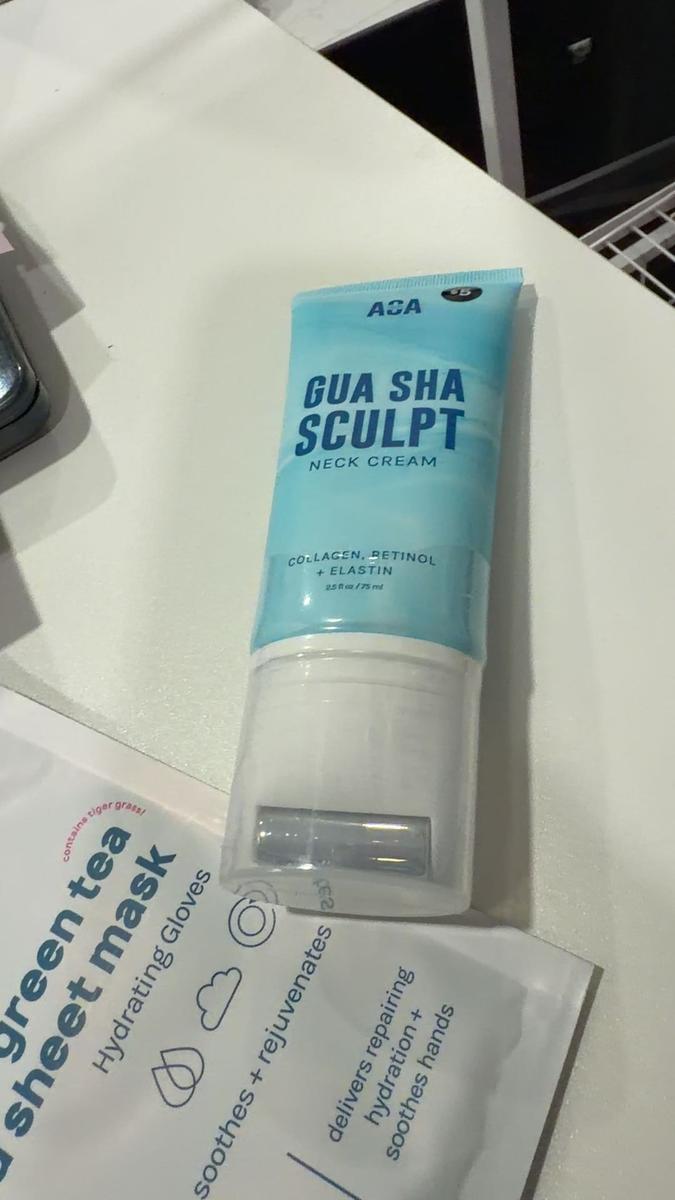 AOA
$5
GUA SHA
SCULPT
NECK CREAM
COLLAGEN, RETINOL
+ ELASTIN
2.5 fl oz / 75 ml
contains tiger grass!
green tea
sheet mask
Hydrating Gloves
soothes + rejuvenates
delivers repairing
hydration +
soothes hands